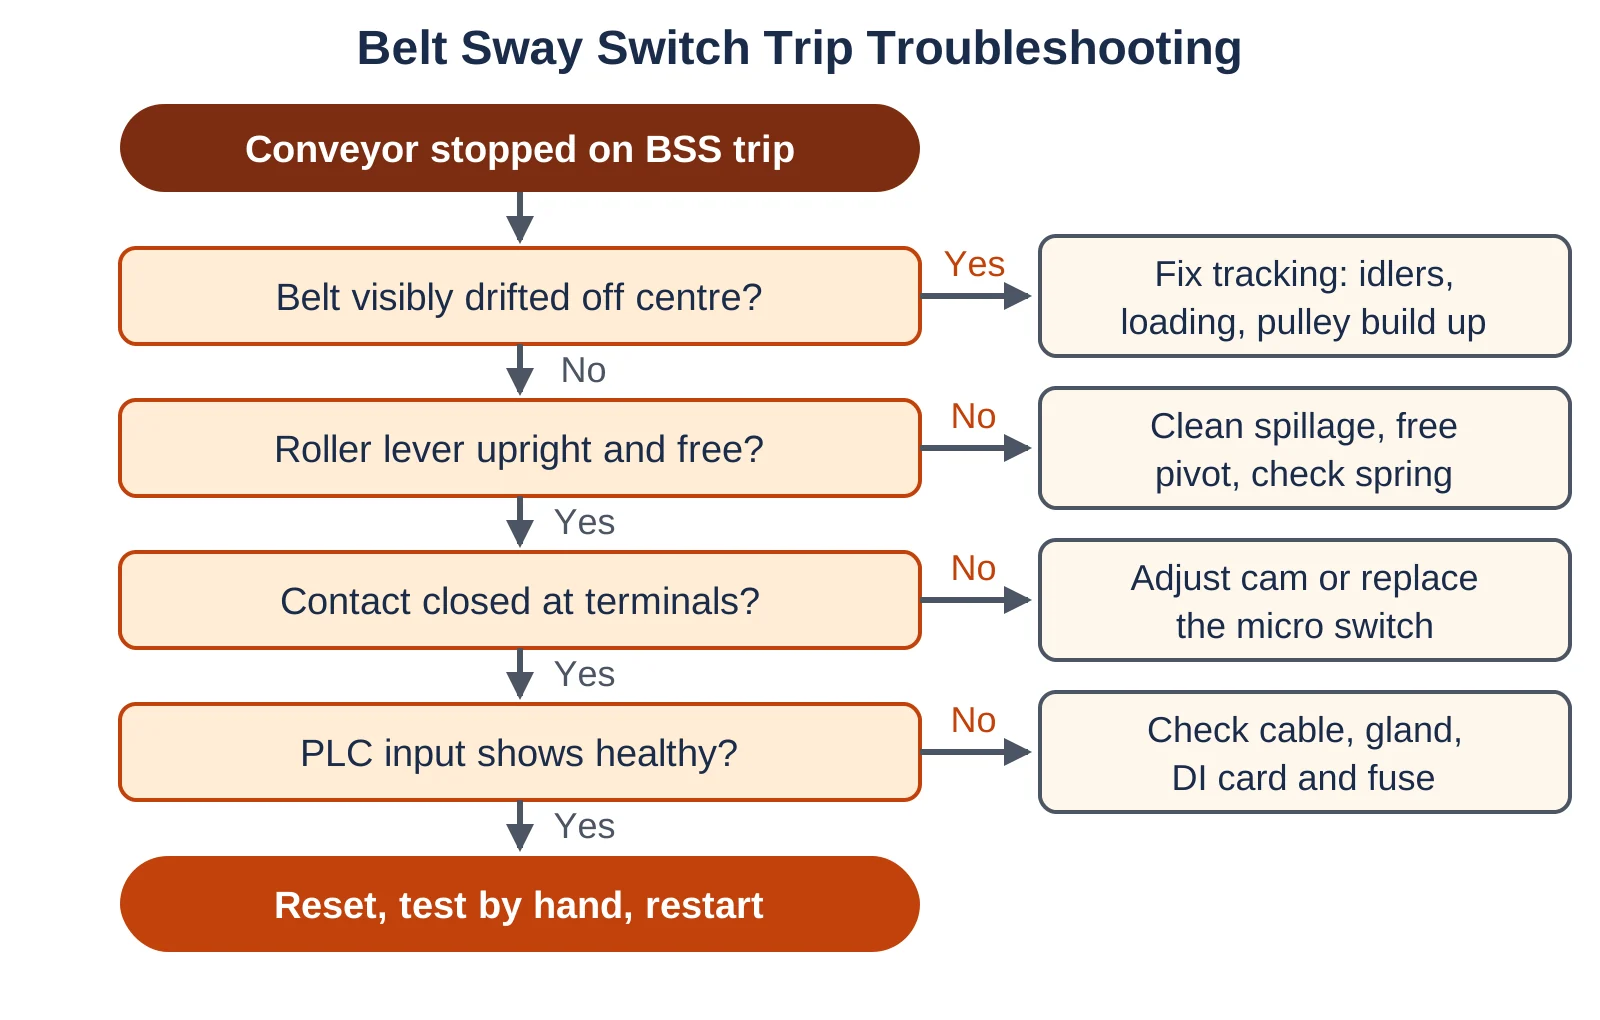 Belt Sway Switch Trip Troubleshooting
Conveyor stopped on BSS trip
Belt visibly drifted off centre?
Yes
Fix tracking: idlers,
loading, pulley build up
No
Roller lever upright and free?
No
Clean spillage, free
pivot, check spring
Yes
Contact closed at terminals?
No
Adjust cam or replace
the micro switch
Yes
PLC input shows healthy?
No
Check cable, gland,
DI card and fuse
Yes
Reset, test by hand, restart